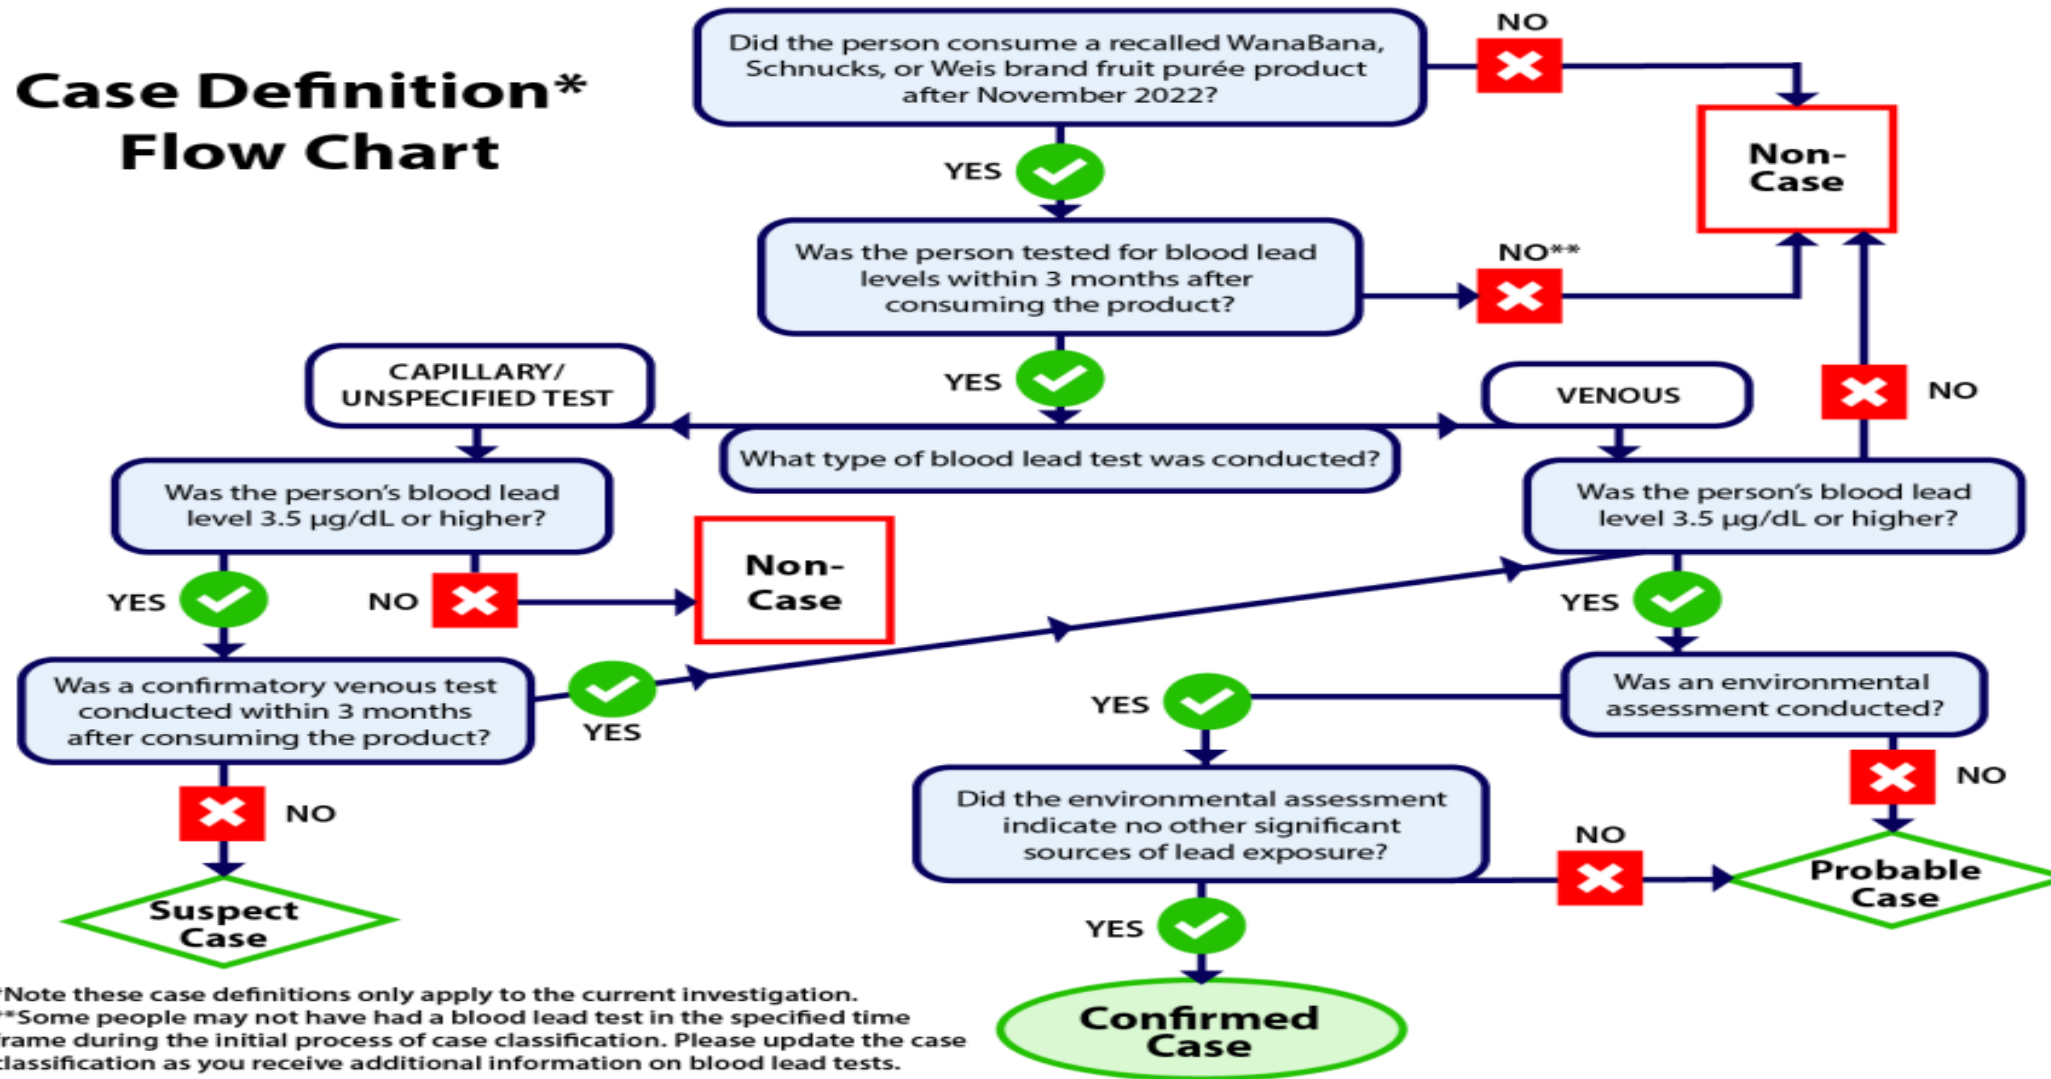 Case Definition*
Flow Chart
Did the person consume a recalled WanaBana,
Schnucks, or Weis brand fruit purée product
after November 2022?
NO
Non-
Case
YES
Was the person tested for blood lead
levels within 3 months after
consuming the product?
NO**
YES
CAPILLARY/
UNSPECIFIED TEST
VENOUS
NO
What type of blood lead test was conducted?
Was the person's blood lead
level 3.5 µg/dL or higher?
Was the person's blood lead
level 3.5 µg/dL or higher?
YES
NO
Non-
Case
YES
Was a confirmatory venous test
conducted within 3 months
after consuming the product?
YES
Was an environmental
assessment conducted?
YES
NO
NO
Did the environmental assessment
indicate no other significant
sources of lead exposure?
NO
Probable
Case
Suspect
Case
YES
Confirmed
Case
*Note these case definitions only apply to the current investigation.
**Some people may not have had a blood lead test in the specified time
frame during the initial process of case classification. Please update the case
classification as you receive additional information on blood lead tests.